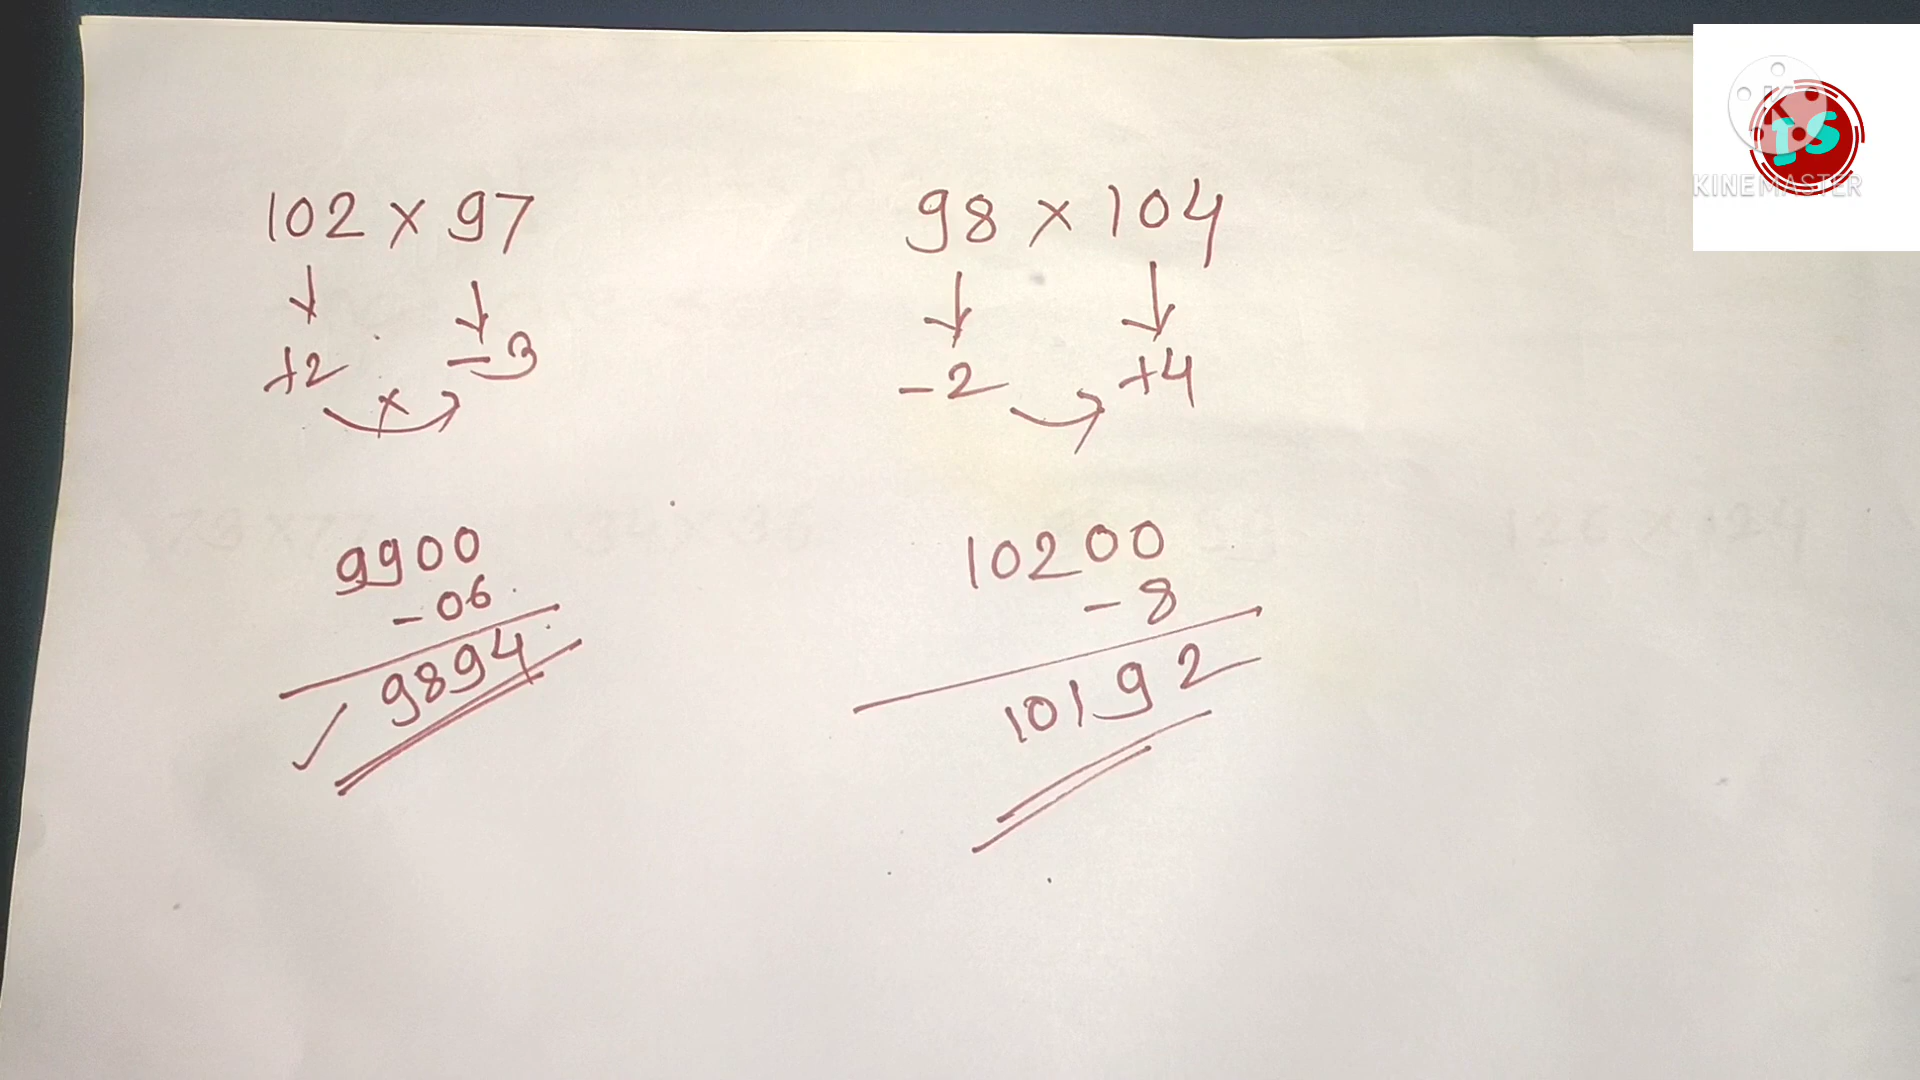 102 × 97
↓ ↓
+2 × -3
9900
- 06
9894
98 × 104
↓ ↓
-2 +4
10200
- 8
10192
KINEMASTER